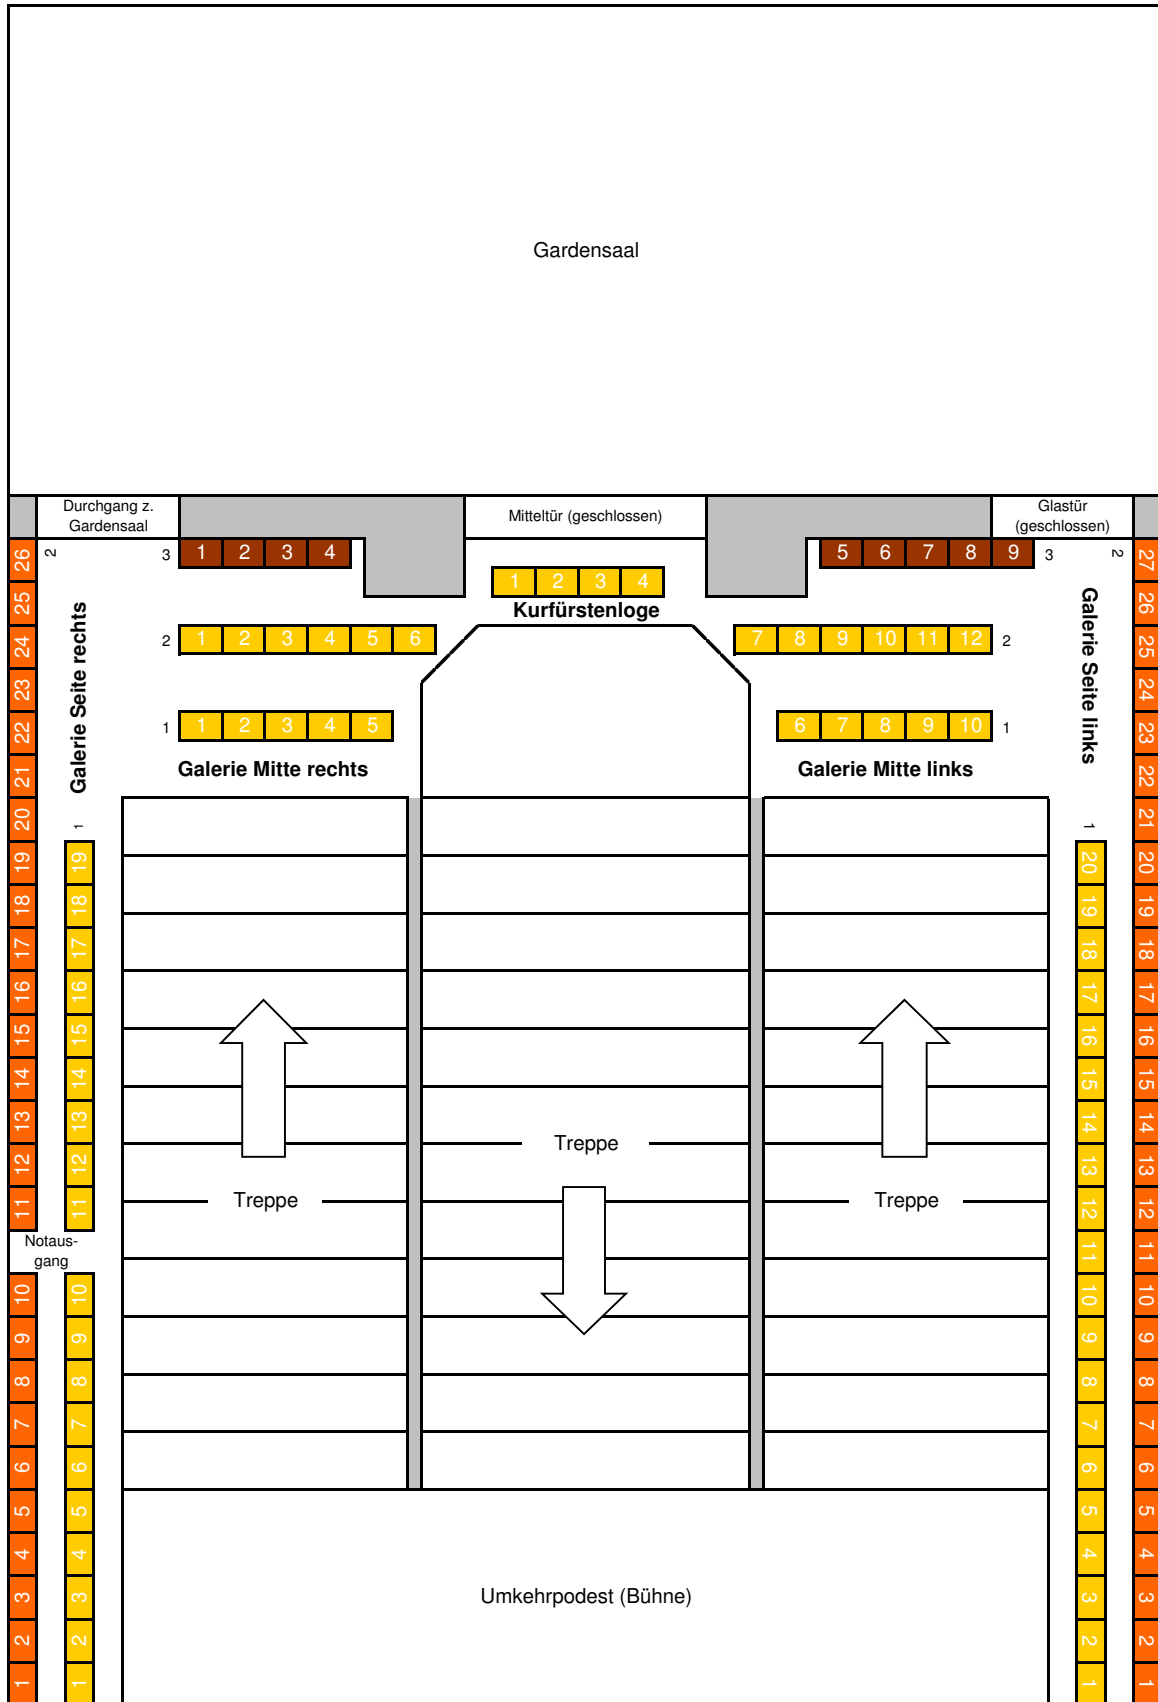 Gardensaal
Durchgang z.
Gardensaal
Mitteltür (geschlossen)
Glastür
(geschlossen)
2
3 1 2 3 4
5 6 7 8 9 3
2
1 2 3 4
Kurfürstenloge
2 1 2 3 4 5 6
7 8 9 10 11 12 2
1 1 2 3 4 5
6 7 8 9 10 1
Galerie Mitte rechts
Galerie Mitte links
Galerie Seite rechts
Galerie Seite links
1
1
26 27
25 26
24 25
23 24
22 23
21 22
20 21
19 19 20 20
18 18 19 19
17 17 18 18
16 16 17 17
15 15 16 16
14 14 15 15
13 13 14 14
12 12 13 13
11 11 12 12
Treppe
Treppe
Treppe
Notaus-
gang
11 11
10 10 10 10
9 9 9 9
8 8 8 8
7 7 7 7
6 6 6 6
5 5 5 5
4 4 4 4
3 3 3 3
Umkehrpodest (Bühne)
2 2 2 2
1 1 1 1